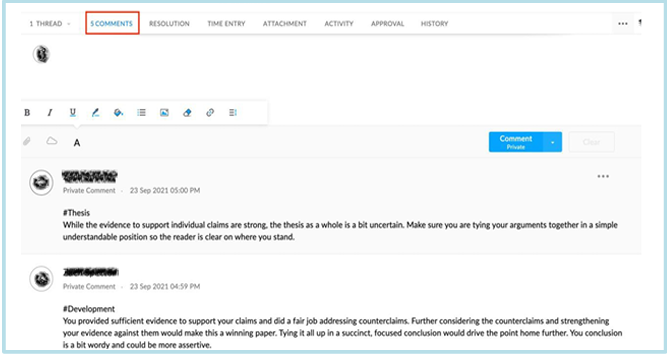 1 THREAD 5 COMMENTS RESOLUTION TIME ENTRY ATTACHMENT ACTIVITY APPROVAL HISTORY
B I U
A
Comment
Private
Clear
Private Comment - 23 Sep 2021 05:00 PM
#Thesis
While the evidence to support individual claims are strong, the thesis as a whole is a bit uncertain. Make sure you are tying your arguments together in a simple
understandable position so the reader is clear on where you stand.
Private Comment - 23 Sep 2021 04:59 PM
#Development
You provided sufficient evidence to support your claims and did a fair job addressing counterclaims. Further considering the counterclaims and strengthening
your evidence against them would make this a winning paper. Tying it all up in a succinct, focused conclusion would drive the point home further. You conclusion
is a bit wordy and could be more assertive.